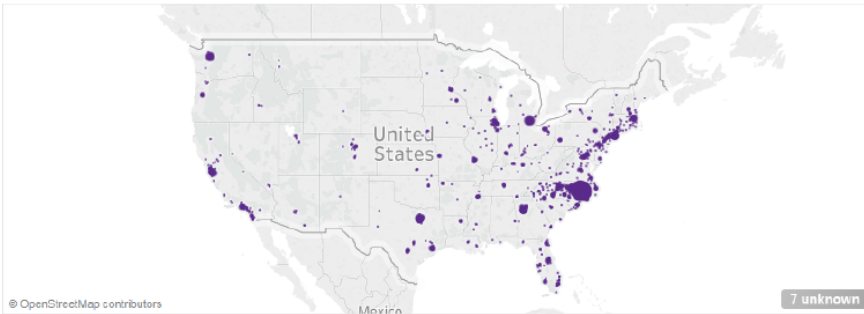 United
States
© OpenStreetMap contributors
7 unknown
Mexico